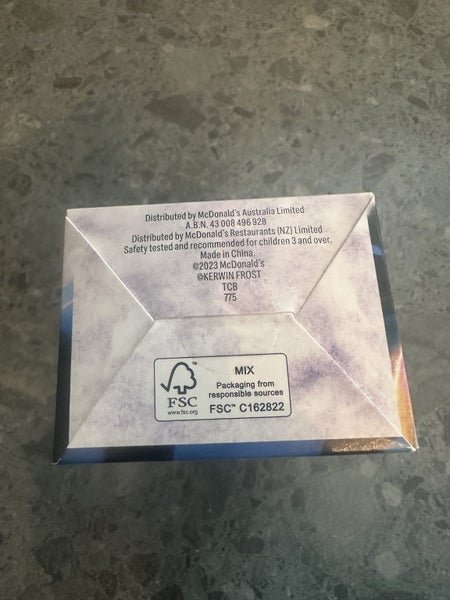 Distributed by McDonald's Australia Limited
A.B.N. 43 008 496 928
Distributed by McDonald's Restaurants (NZ) Limited
Safety tested and recommended for children 3 and over.
Made in China
©2023 McDonald's
©KERWIN FROST
TCB
775
FSC
www.fsc.org
MIX
Packaging from
responsible sources
FSC™ C162822